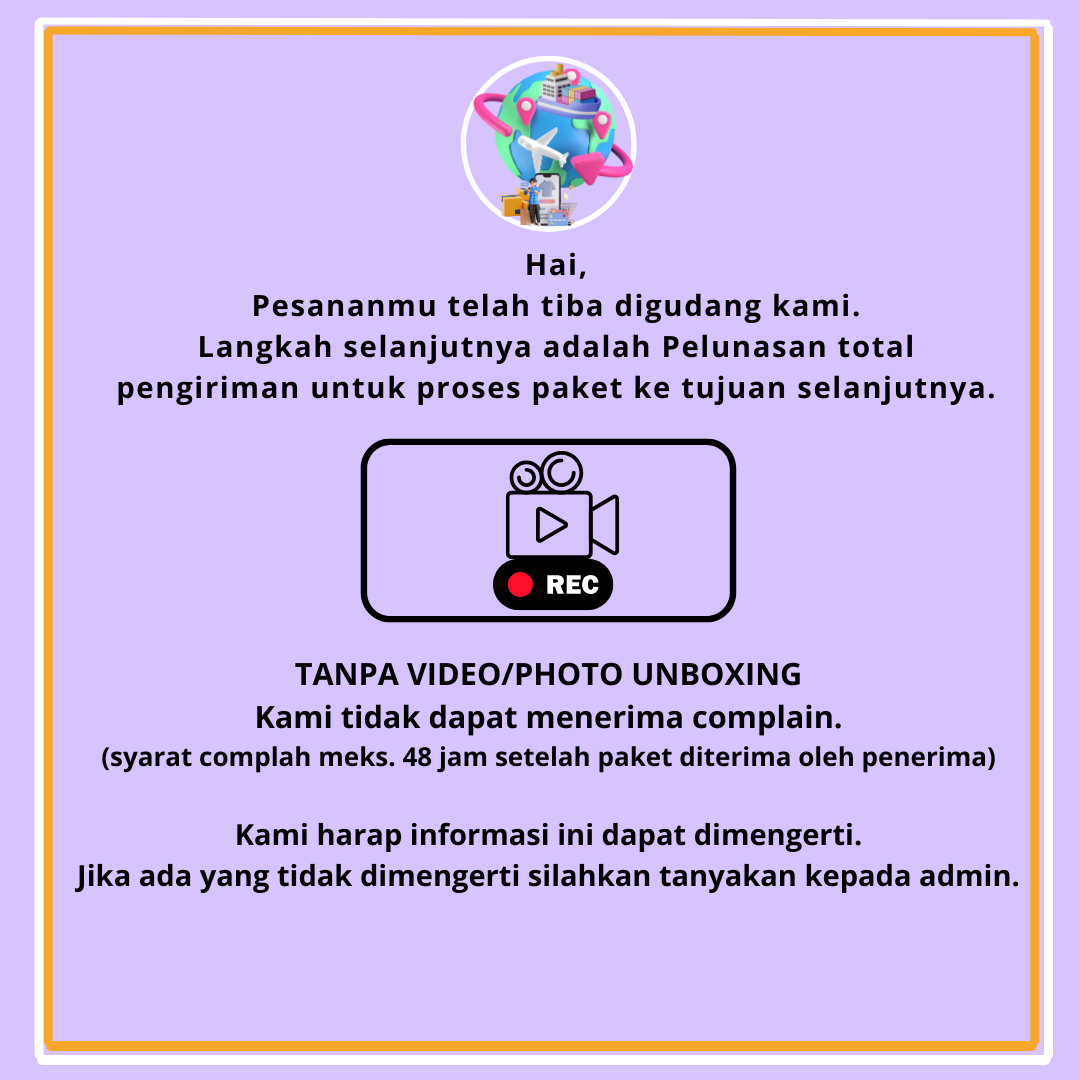 Hai,
Pesananmu telah tiba digudang kami.
Langkah selanjutnya adalah Pelunasan total
pengiriman untuk proses paket ke tujuan selanjutnya.
REC
TANPA VIDEO/PHOTO UNBOXING
Kami tidak dapat menerima complain.
(syarat complah meks. 48 jam setelah paket diterima oleh penerima)
Kami harap informasi ini dapat dimengerti.
Jika ada yang tidak dimengerti silahkan tanyakan kepada admin.